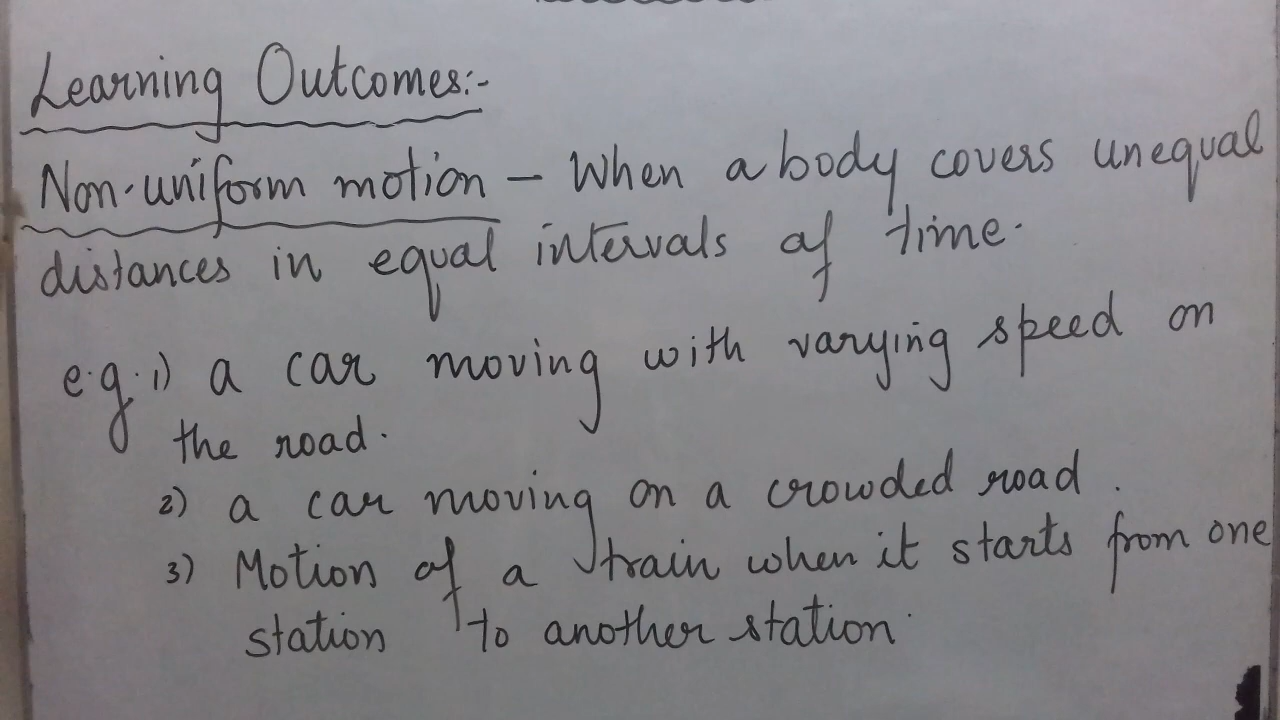 Learning Outcomes:-
Non-uniform motion - When a body covers unequal
distances in equal intervals of time.
e.g. 1) a car moving with varying speed on
the road.
2) a car moving on a crowded road.
3) Motion of a train when it starts from one
station to another station.